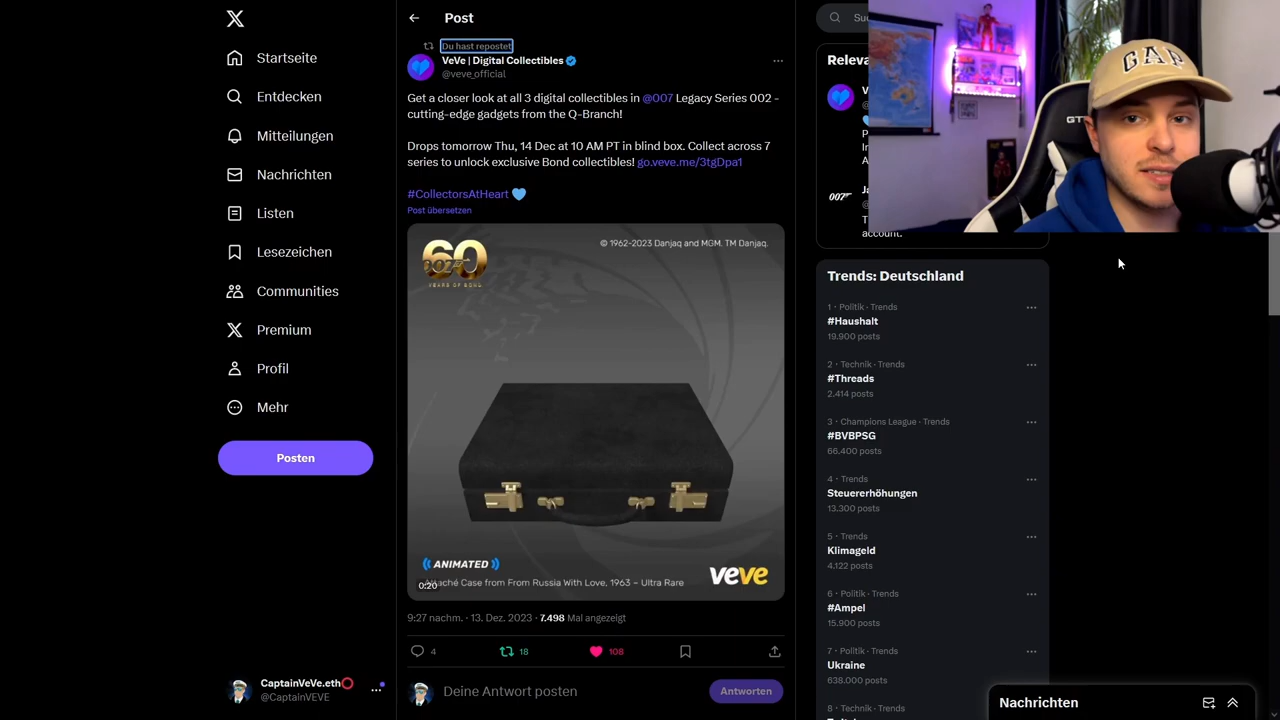 Startseite
Entdecken
Mitteilungen
Nachrichten
Listen
Lesezeichen
Communities
Premium
Profil
Mehr
Posten
CaptainVeVe.eth
@CaptainVEVE
Post
Du hast repostet
VeVe | Digital Collectibles
@veve_official
Get a closer look at all 3 digital collectibles in @007 Legacy Series 002 -
cutting-edge gadgets from the Q-Branch!
Drops tomorrow Thu, 14 Dec at 10 AM PT in blind box. Collect across 7
series to unlock exclusive Bond collectibles! go.veve.me/3tgDpa1
#CollectorsAtHeart
Post übersetzen
60
007
YEARS OF BOND
© 1962-2023 Danjaq and MGM. TM Danjaq.
ANIMATED
0:20
Case from From Russia With Love, 1963 – Ultra Rare
veve
9:27 nachm. · 13. Dez. 2023 · 7.498 Mal angezeigt
4
18
108
Deine Antwort posten
Antworten
GAP
007
account.
Trends: Deutschland
1 · Politik · Trends
#Haushalt
19.900 posts
2 · Technik · Trends
#Threads
2.414 posts
3 · Champions League · Trends
#BVBPSG
66.400 posts
4 · Trends
Steuererhöhungen
13.300 posts
5 · Trends
Klimageld
4.122 posts
6 · Politik · Trends
#Ampel
15.900 posts
7 · Politik · Trends
Ukraine
638.000 posts
8 · Technik · Trends
Nachrichten